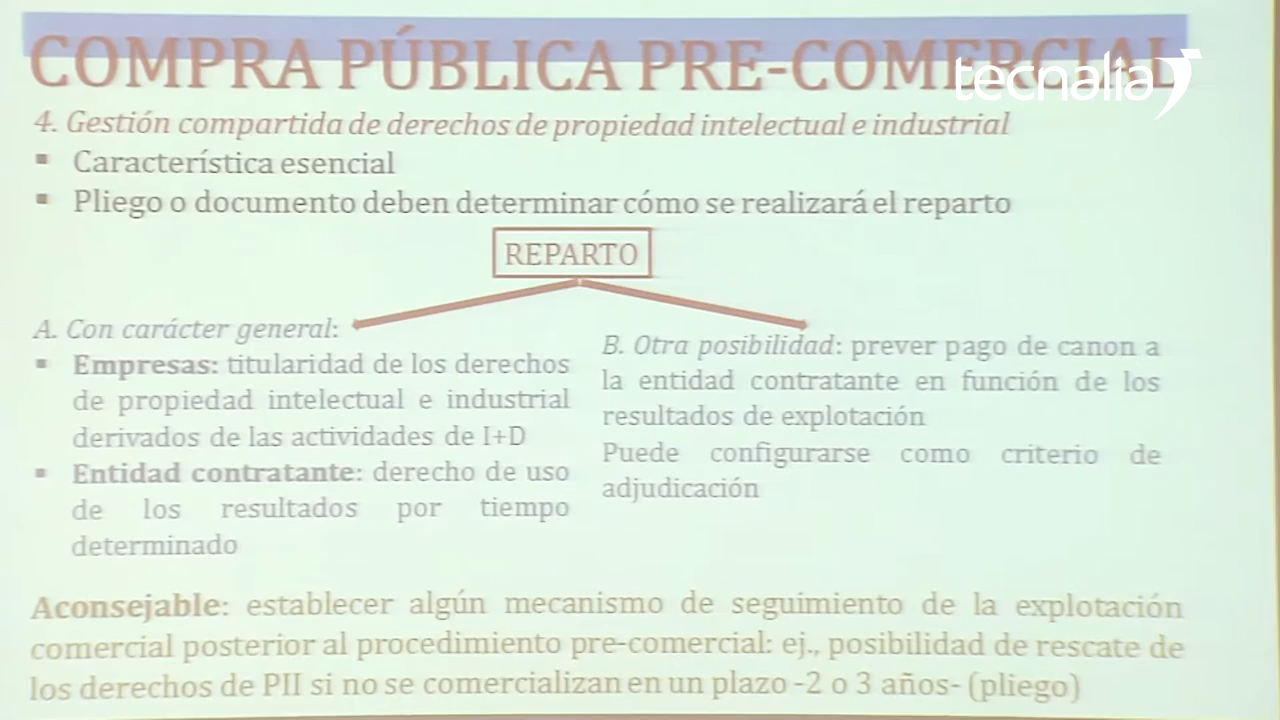 COMPRA PÚBLICA PRE-COMERCIAL
tecnalia
4. Gestión compartida de derechos de propiedad intelectual e industrial
▪ Característica esencial
▪ Pliego o documento deben determinar cómo se realizará el reparto
REPARTO
A. Con carácter general:
▪ Empresas: titularidad de los derechos
de propiedad intelectual e industrial
derivados de las actividades de I+D
▪ Entidad contratante: derecho de uso
de los resultados por tiempo
determinado
B. Otra posibilidad: prever pago de canon a
la entidad contratante en función de los
resultados de explotación
Puede configurarse como criterio de
adjudicación
Aconsejable: establecer algún mecanismo de seguimiento de la explotación
comercial posterior al procedimiento pre-comercial: ej., posibilidad de rescate de
los derechos de PII si no se comercializan en un plazo -2 o 3 años- (pliego)